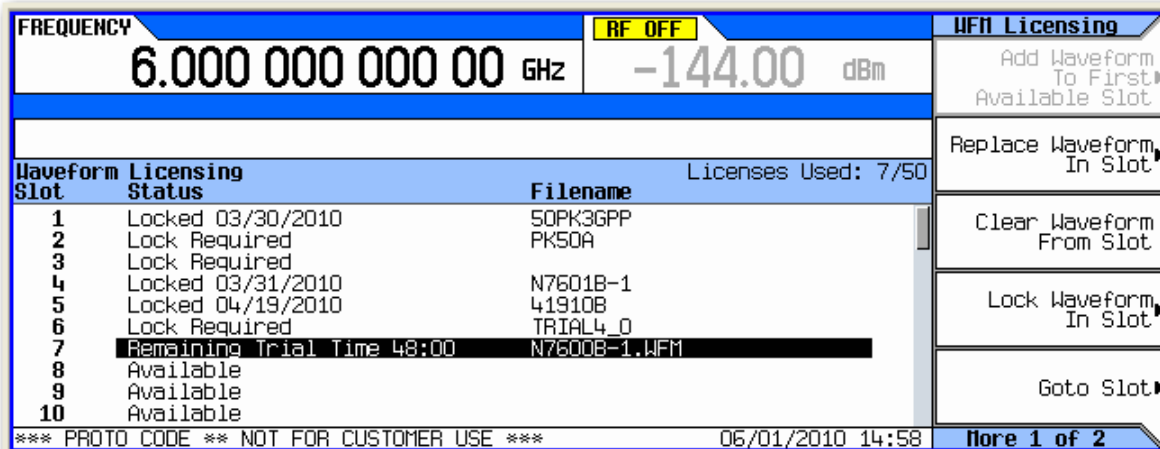 FREQUENCY
RF OFF
6.000 000 000 00 GHz
-144.00 dBm
Waveform Licensing
Licenses Used: 7/50
Slot Status Filename
1 Locked 03/30/2010 50PK3GPP
2 Lock Required PK50A
3 Lock Required
4 Locked 03/31/2010 N7601B-1
5 Locked 04/19/2010 41910B
6 Lock Required TRIAL4_0
7 Remaining Trial Time 48:00 N7600B-1.WFM
8 Available
9 Available
10 Available
*** PROTO CODE ** NOT FOR CUSTOMER USE ***
06/01/2010 14:58
WFM Licensing
Add Waveform
To First
Available Slot
Replace Waveform
In Slot
Clear Waveform
From Slot
Lock Waveform
In Slot
Goto Slot
More 1 of 2